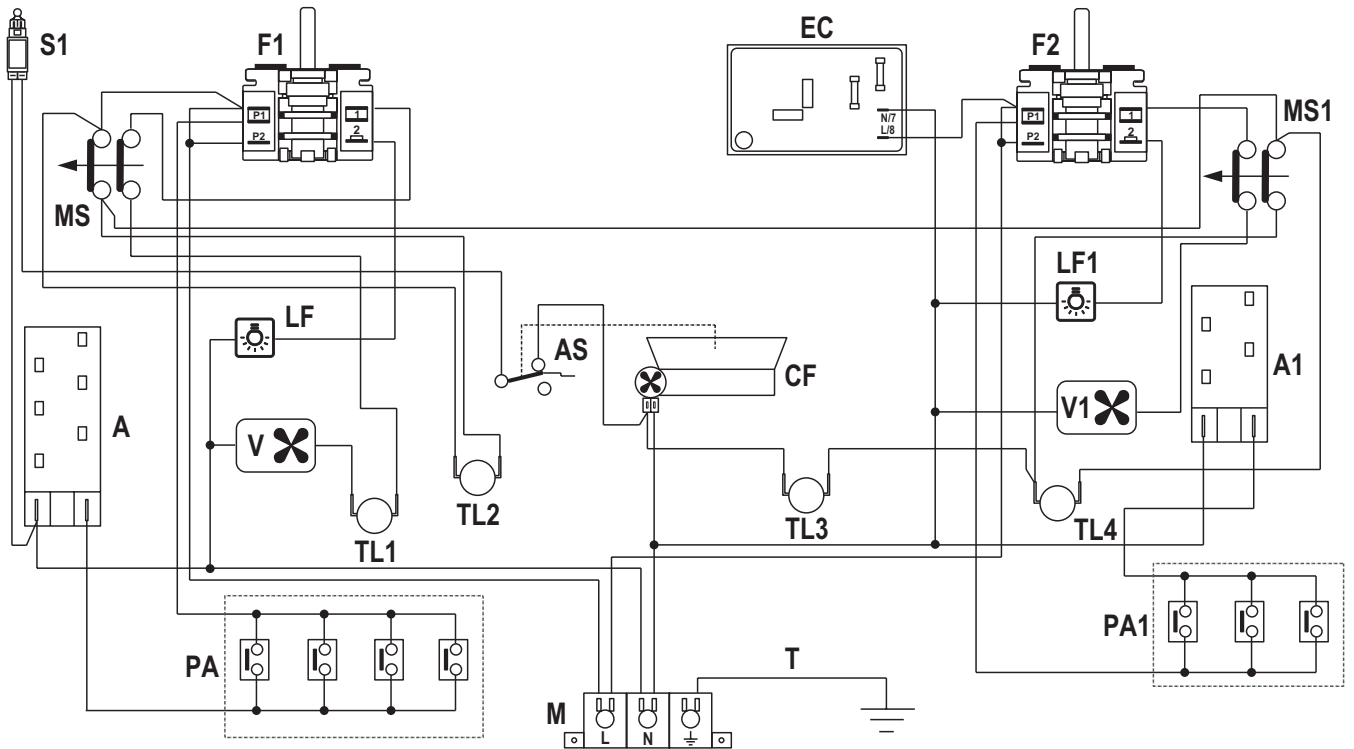 S1
F1
EC
F2
P1
1
P2
2
N/7
L/8
P1
1
P2
2
MS1
MS
LF
LF1
AS
CF
A
A1
V
V1
TL1
TL2
TL3
TL4
PA
PA1
T
M
L
N